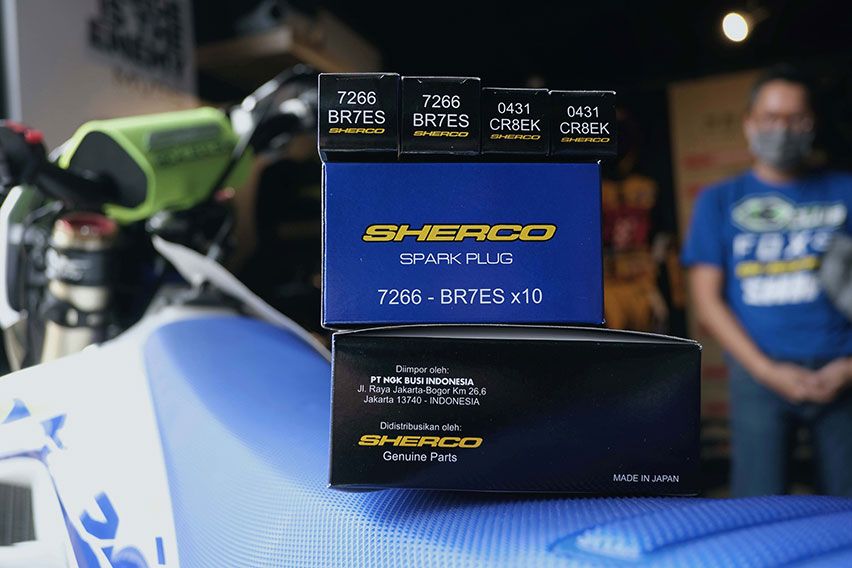 7266
BR7ES
SHERCO
7266
BR7ES
SHERCO
0431
CR8EK
SHERCO
0431
CR8EK
SHERCO
SHERCO
SPARK PLUG
7266 - BR7ES x10
Diimpor oleh:
PT NGK BUSI INDONESIA
Jl. Raya Jakarta-Bogor Km 26,6
Jakarta 13740 - INDONESIA
Didistribusikan oleh:
SHERCO
Genuine Parts
MADE IN JAPAN